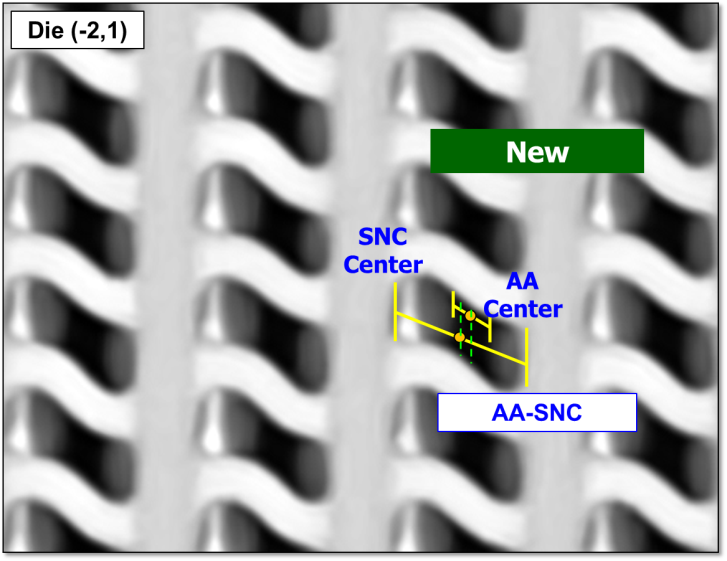 Die (-2,1)
New
SNC
Center
AA
Center
AA-SNC